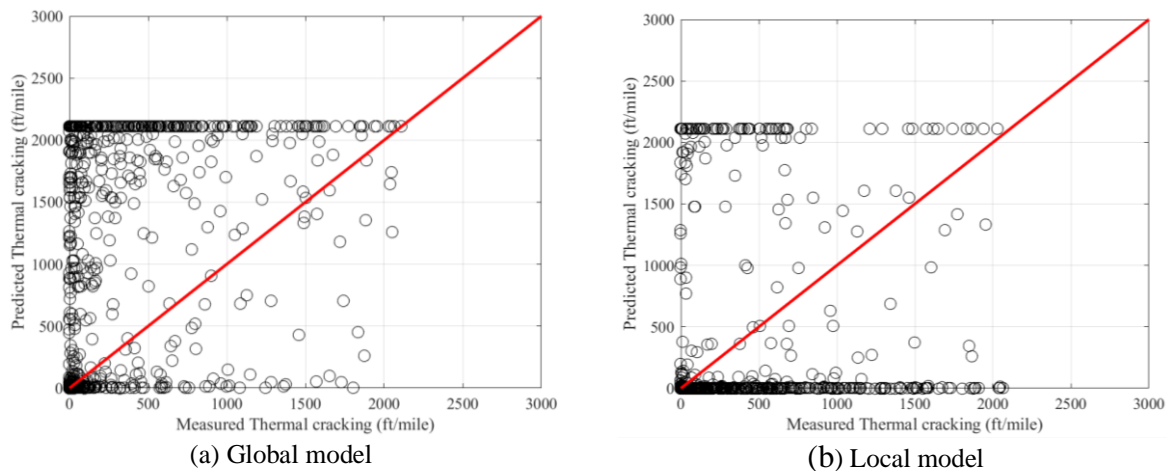 3000
2500
2000
1500
1000
500
0
Predicted Thermal cracking (ft/mile)
0 500 1000 1500 2000 2500 3000
Measured Thermal cracking (ft/mile)
(a) Global model
3000
2500
2000
1500
1000
500
0
Predicted Thermal cracking (ft/mile)
0 500 1000 1500 2000 2500 3000
Measured Thermal cracking (ft/mile)
(b) Local model